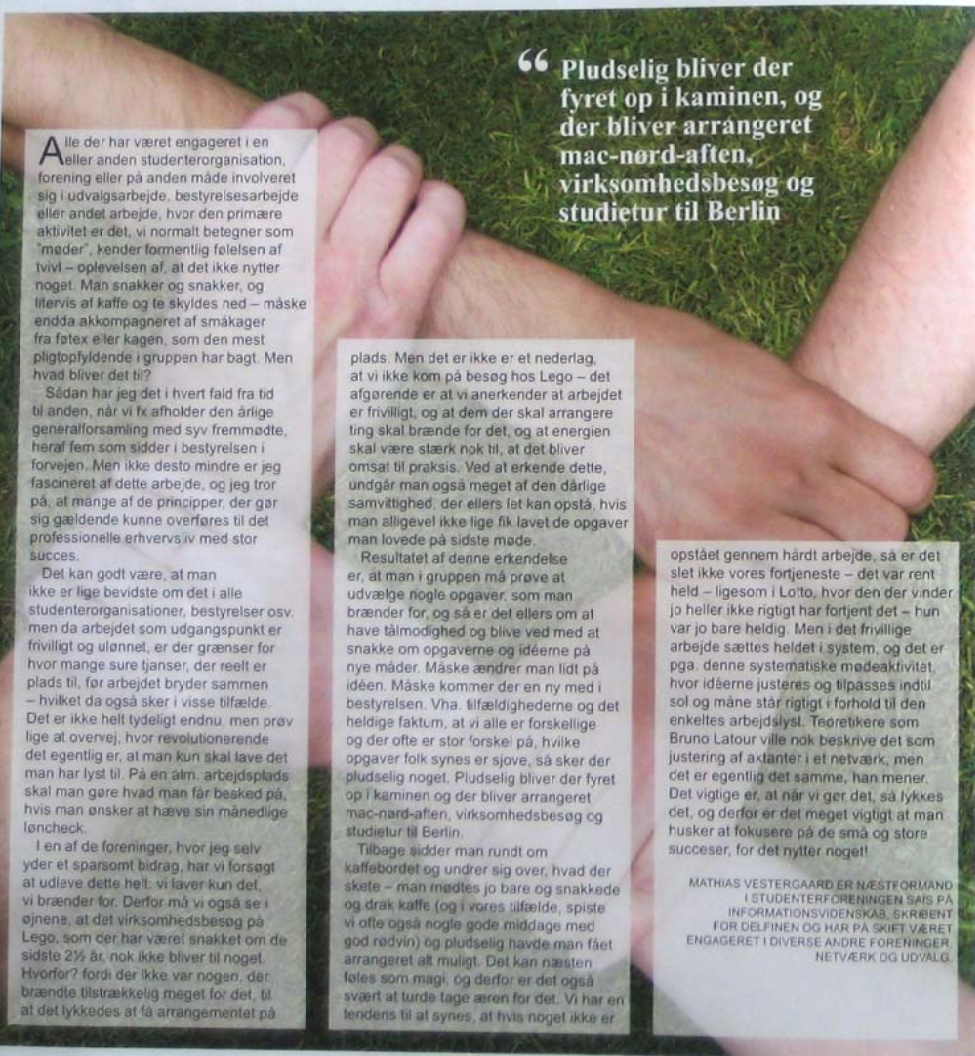 “ Pludselig bliver der
fyret op i kaminen, og
der bliver arrangeret
mac-nørd-aften,
virksomhedsbesøg og
studietur til Berlin
Alle der har været engageret i en
eller anden studenterorganisation,
forening eller på anden måde involveret
sig i udvalgsarbejde, bestyrelsesarbejde
eller andet arbejde, hvor den primære
aktivitet er det, vi normalt betegner som
"møder", kender formentlig følelsen af
tvivl – oplevelsen af, at det ikke nytter
noget. Man snakker og snakker, og
litervis af kaffe og te skyldes ned – måske
endda akkompagneret af småkager
fra føtex eller kagen, som den mest
pligtopfyldende i gruppen har bagt. Men
hvad bliver det til?
Sådan har jeg det i hvert fald fra tid
til anden, når vi fx afholder den årlige
generalforsamling med syv fremmødte,
heraf fem som sidder i bestyrelsen i
forvejen. Men ikke desto mindre er jeg
fascineret af dette arbejde, og jeg tror
på, at mange af de principper, der gør
sig gældende kunne overføres til det
professionelle erhvervsliv med stor
succes.
Det kan godt være, at man
ikke er lige bevidste om det i alle
studenterorganisationer, bestyrelser osv.
men da arbejdet som udgangspunkt er
frivilligt og ulønnet, er der grænser for
hvor mange sure tjanser, der reelt er
plads til, før arbejdet bryder sammen
– hvilket da også sker i visse tilfælde.
Det er ikke helt tydeligt endnu, men prøv
lige at overvej, hvor revolutionerende
det egentlig er, at man kun skal lave det
man har lyst til. På en alm. arbejdsplads
skal man gøre hvad man får besked på,
hvis man ønsker at hæve sin månedlige
løncheck.
I en af de foreninger, hvor jeg selv
yder et sparsomt bidrag, har vi forsøgt
at udleve dette helt: vi laver kun det,
vi brænder for. Derfor må vi også se i
øjnene, at det virksomhedsbesøg på
Lego, som der har været snakket om de
sidste 2½ år, nok ikke bliver til noget.
Hvorfor? fordi der ikke var nogen, der
brændte tilstrækkelig meget for det, til
at det lykkedes at få arrangementet på
plads. Men det er ikke er et nederlag,
at vi ikke kom på besøg hos Lego – det
afgørende er at vi anerkender at arbejdet
er frivilligt, og at dem der skal arrangere
ting skal brænde for det, og at energien
skal være stærk nok til, at det bliver
omsat til praksis. Ved at erkende dette,
undgår man også meget af den dårlige
samvittighed, der ellers let kan opstå, hvis
man alligevel ikke lige fik lavet de opgaver
man lovede på sidste møde.
Resultatet af denne erkendelse
er, at man i gruppen må prøve at
udvælge nogle opgaver, som man
brænder for, og så er det ellers om at
have tålmodighed og blive ved med at
snakke om opgaverne og idéerne på
nye måder. Måske ændrer man lidt på
idéen. Måske kommer der en ny med i
bestyrelsen. Vha. tilfældighederne og det
heldige faktum, at vi alle er forskellige
og der ofte er stor forskel på, hvilke
opgaver folk synes er sjove, så sker der
pludselig noget. Pludselig bliver der fyret
op i kaminen og der bliver arrangeret
mac-nørd-aften, virksomhedsbesøg og
studietur til Berlin.
Tilbage sidder man rundt om
kaffebordet og undrer sig over, hvad der
skete – man mødtes jo bare og snakkede
og drak kaffe (og i vores tilfælde, spiste
vi ofte også nogle gode middage med
god rødvin) og pludselig havde man fået
arrangeret alt muligt. Det kan næsten
føles som magi, og derfor er det også
svært at turde tage æren for det. Vi har en
tendens til at synes, at hvis noget ikke er
opstået gennem hårdt arbejde, så er det
slet ikke vores fortjeneste – det var rent
held – ligesom i Lotto, hvor den der vinder
jo heller ikke rigtigt har fortjent det – hun
var jo bare heldig. Men i det frivillige
arbejde sættes heldet i system, og det er
pga. denne systematiske mødeaktivitet,
hvor idéerne justeres og tilpasses indtil
sol og måne står rigtigt i forhold til den
enkeltes arbejdslyst. Teoretikere som
Bruno Latour ville nok beskrive det som
justering af aktanter i et netværk, men
det er egentlig det samme, han mener.
Det vigtige er, at når vi gør det, så lykkes
det, og derfor er det meget vigtigt at man
husker at fokusere på de små og store
succeser, for det nytter noget!
MATHIAS VESTERGAARD ER NÆSTFORMAND
I STUDENTERFORENINGEN SAIS PÅ
INFORMATIONSVIDENSKAB, SKRIBENT
FOR DELFINEN OG HAR PÅ SKIFT VÆRET
ENGAGERET I DIVERSE ANDRE FORENINGER,
NETVÆRK OG UDVALG.